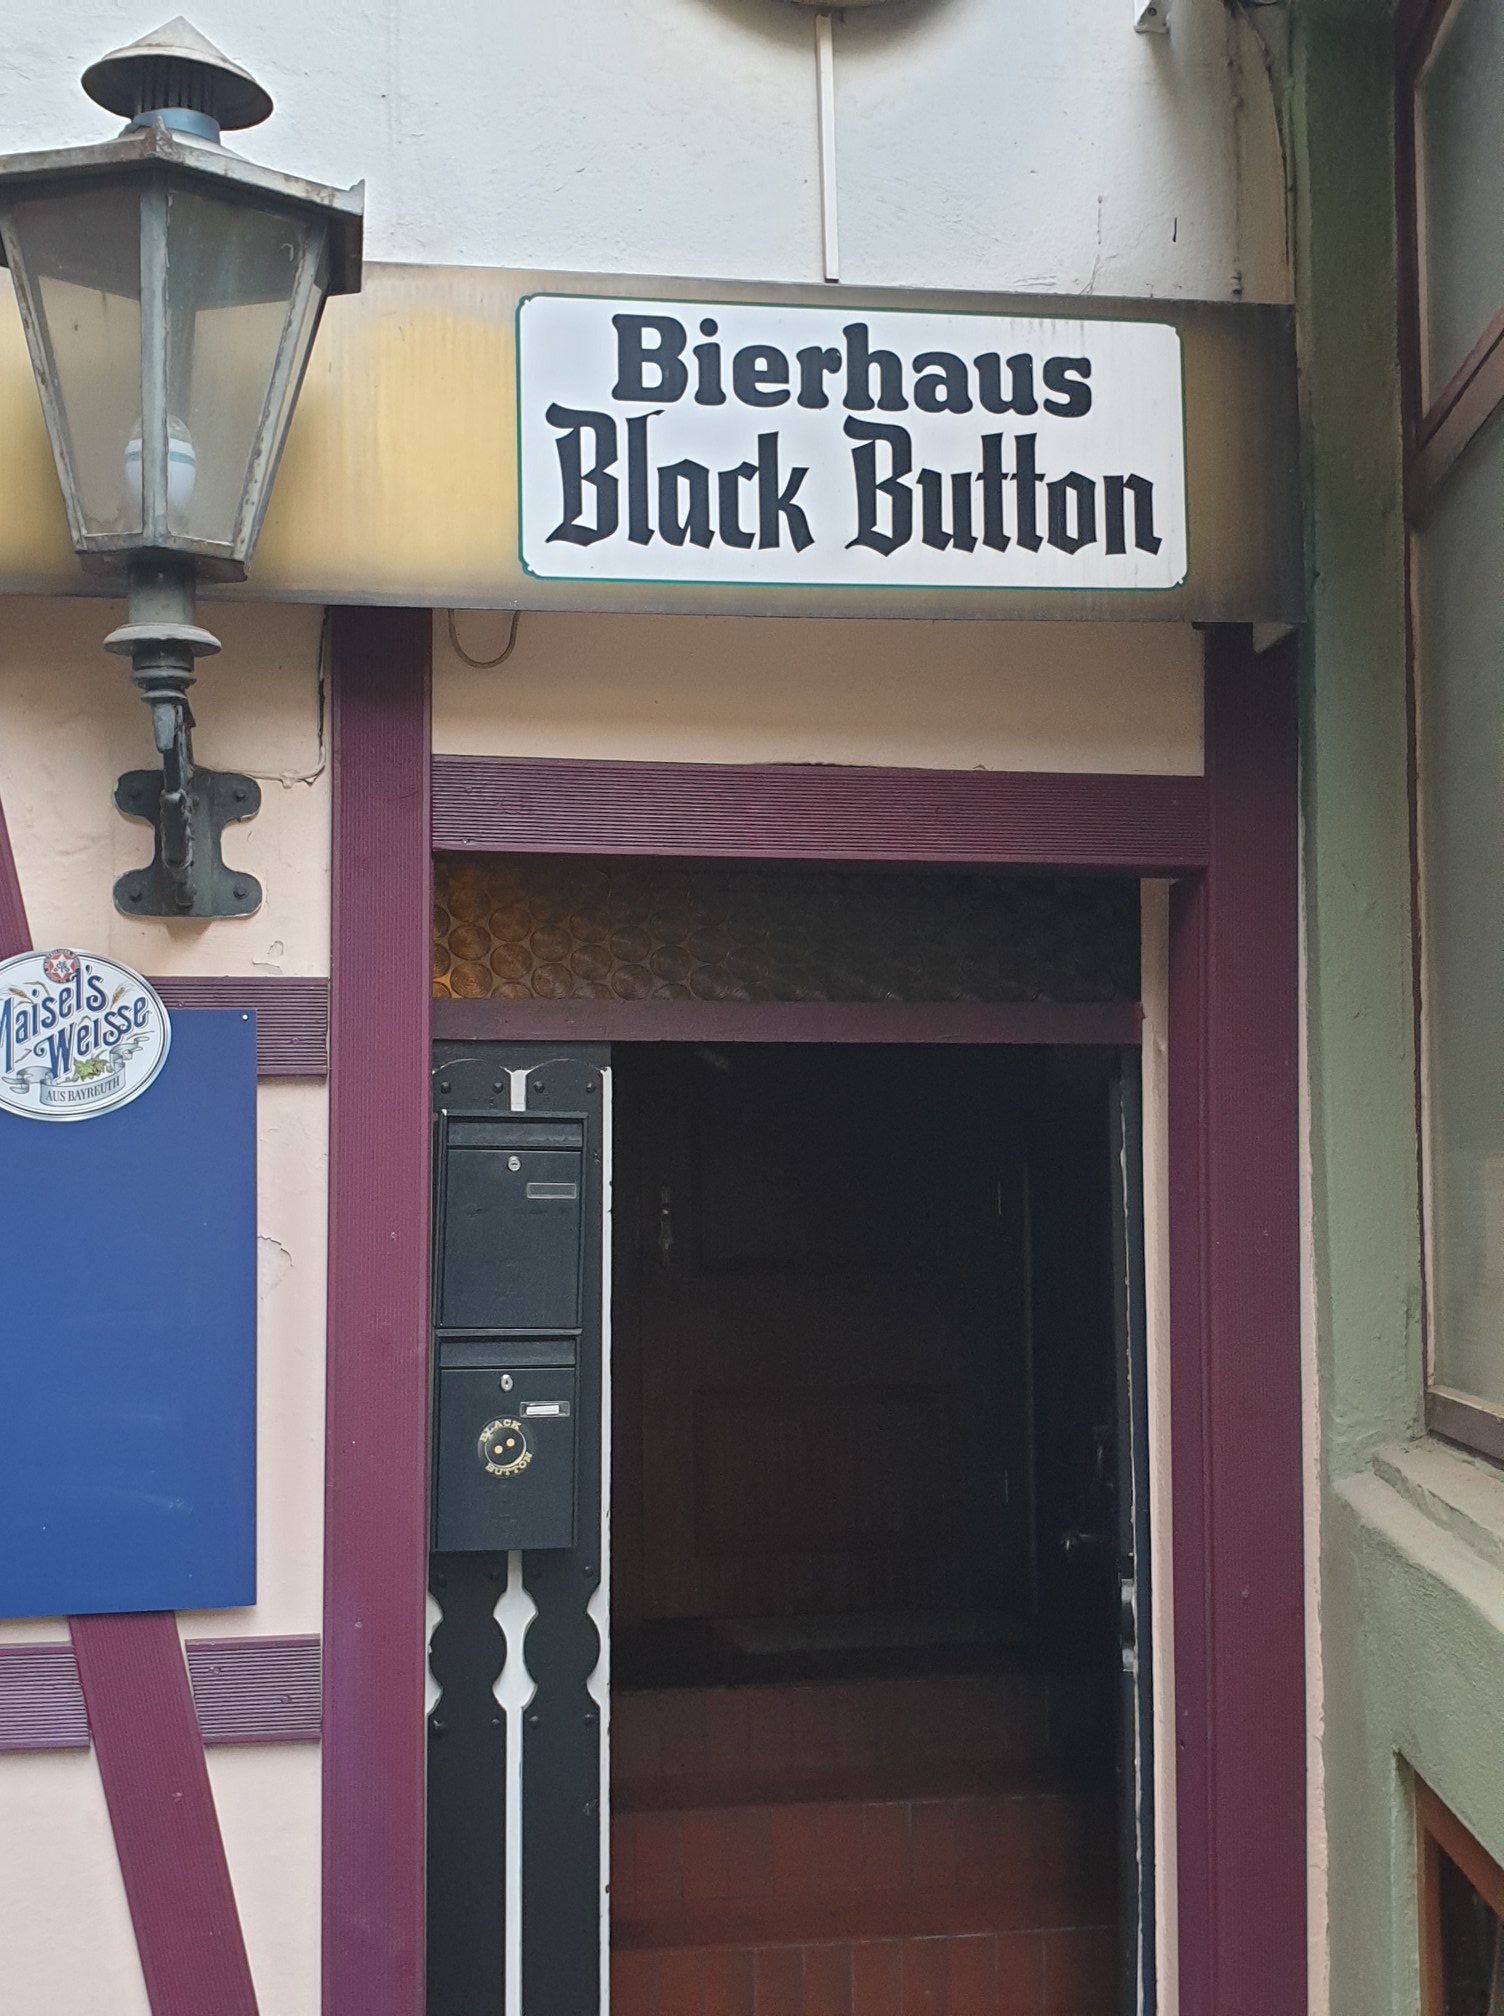 Bierhaus
Black Button
Maisel's
Weisse
AUS BAYREUTH
BLACK
BUTTON